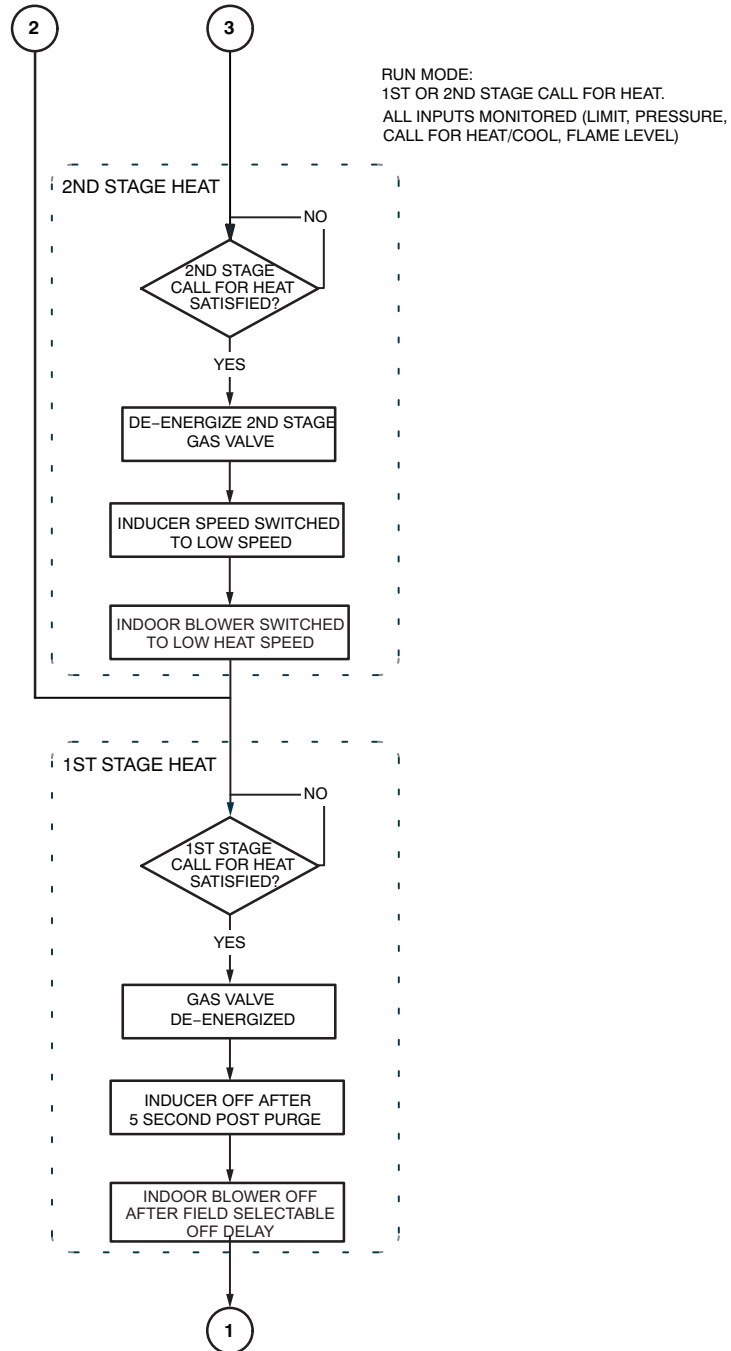 2
3
RUN MODE:
1ST OR 2ND STAGE CALL FOR HEAT.
ALL INPUTS MONITORED (LIMIT, PRESSURE,
CALL FOR HEAT/COOL, FLAME LEVEL)
2ND STAGE HEAT
NO
2ND STAGE
CALL FOR HEAT
SATISFIED?
YES
DE−ENERGIZE 2ND STAGE
GAS VALVE
INDUCER SPEED SWITCHED
TO LOW SPEED
INDOOR BLOWER SWITCHED
TO LOW HEAT SPEED
1ST STAGE HEAT
NO
1ST STAGE
CALL FOR HEAT
SATISFIED?
YES
GAS VALVE
DE−ENERGIZED
INDUCER OFF AFTER
5 SECOND POST PURGE
INDOOR BLOWER OFF
AFTER FIELD SELECTABLE
OFF DELAY
1